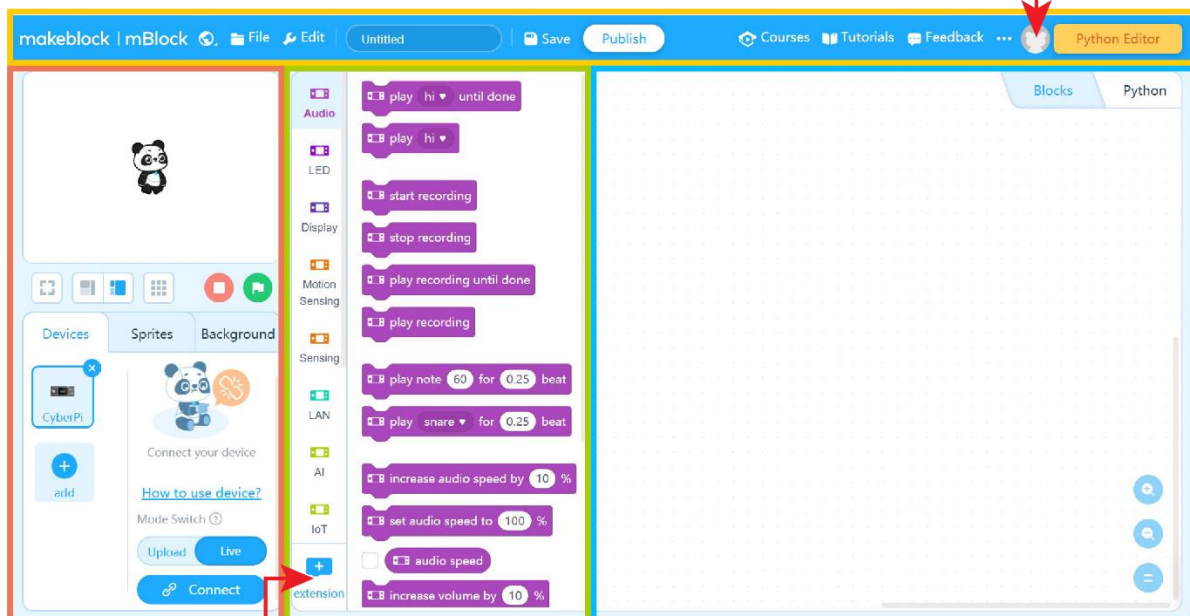 makeblock | mBlock File Edit Untitled Save Publish Courses Tutorials Feedback ... Python Editor
Blocks Python
Devices Sprites Background
CyberPi
add
Connect your device
How to use device?
Mode Switch ?
Upload Live
Connect
Audio
LED
Display
Motion
Sensing
Sensing
LAN
AI
IoT
extension
play hi until done
play hi
start recording
stop recording
play recording until done
play recording
play note 60 for 0.25 beat
play snare for 0.25 beat
increase audio speed by 10 %
set audio speed to 100 %
audio speed
increase volume by 10 %